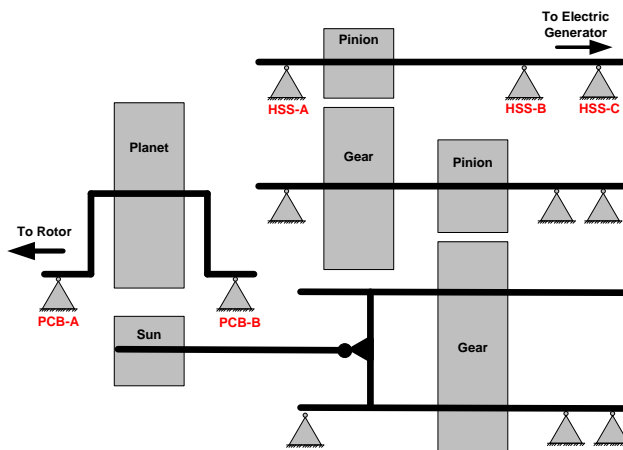 To Electric
Generator
Pinion
HSS-A
HSS-B
HSS-C
Planet
Gear
Pinion
To Rotor
PCB-A
PCB-B
Sun
Gear